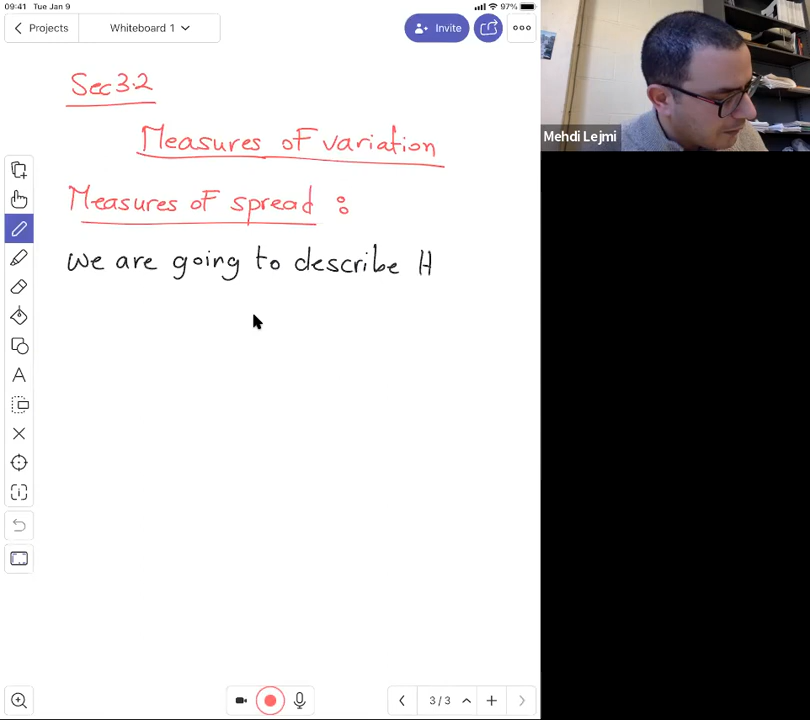 09:41 Tue Jan 9
97%
Projects
Whiteboard 1
Invite
Sec 3.2
Measures of variation
Measures of spread :
we are going to describe H
Mehdi Lejmi
A
3/3